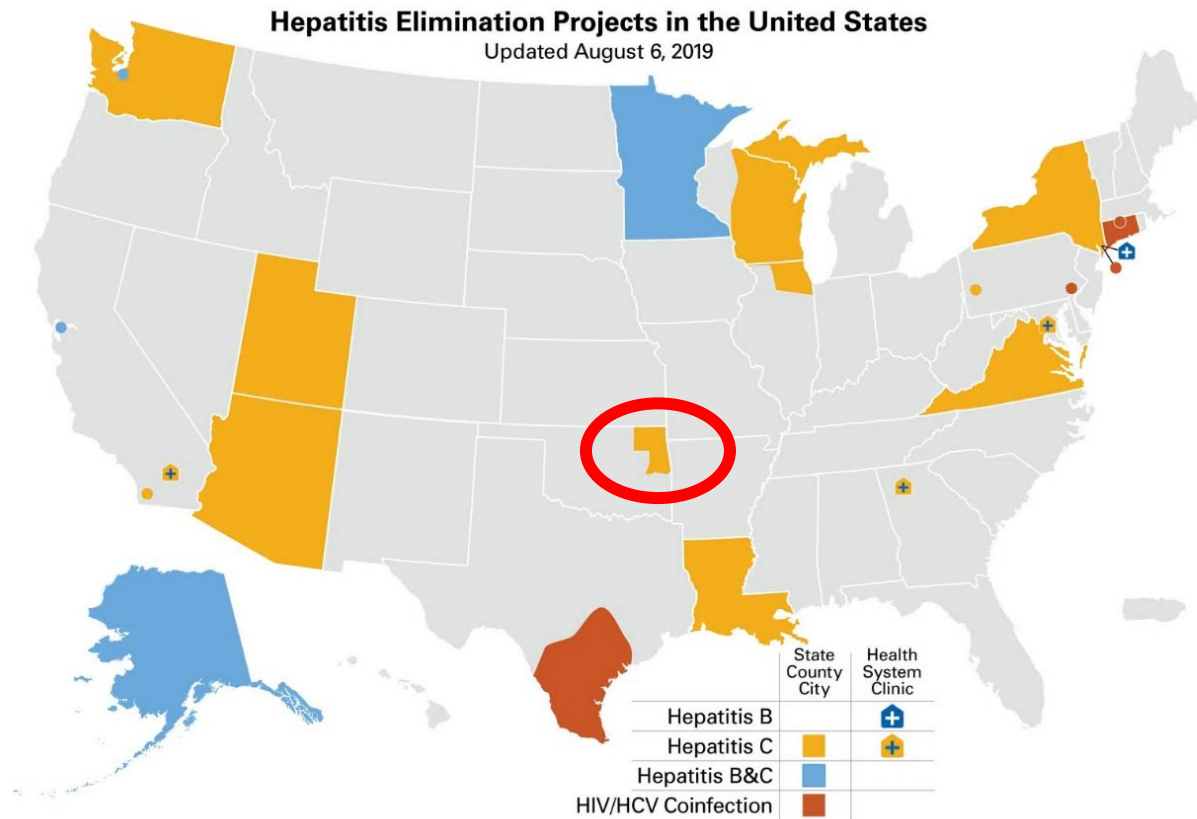 Hepatitis Elimination Projects in the United States
Updated August 6, 2019
State County City
Health System Clinic
Hepatitis B
Hepatitis C
Hepatitis B&C
HIV/HCV Coinfection